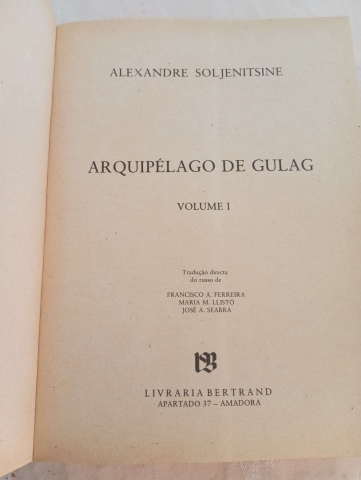 ALEXANDRE SOLJENITSINE
ARQUIPÉLAGO DE GULAG
VOLUME I
Tradução directa
do russo de
FRANCISCO A. FERREIRA
MARIA M. LLISTÓ
JOSÉ A. SEABRA
LIVRARIA BERTRAND
APARTADO 37 – AMADORA